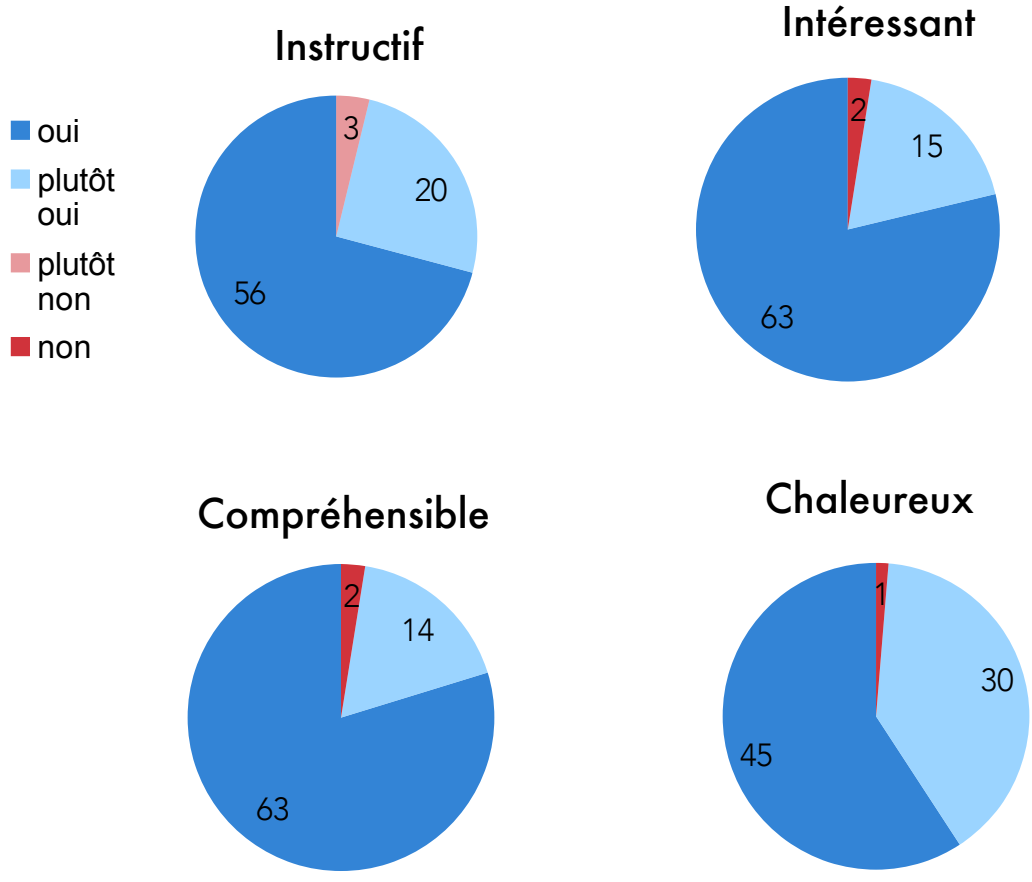 Instructif
Intéressant
oui
plutôt
oui
plutôt
non
non
3
20
56
2
15
63
Compréhensible
Chaleureux
2
14
63
1
30
45